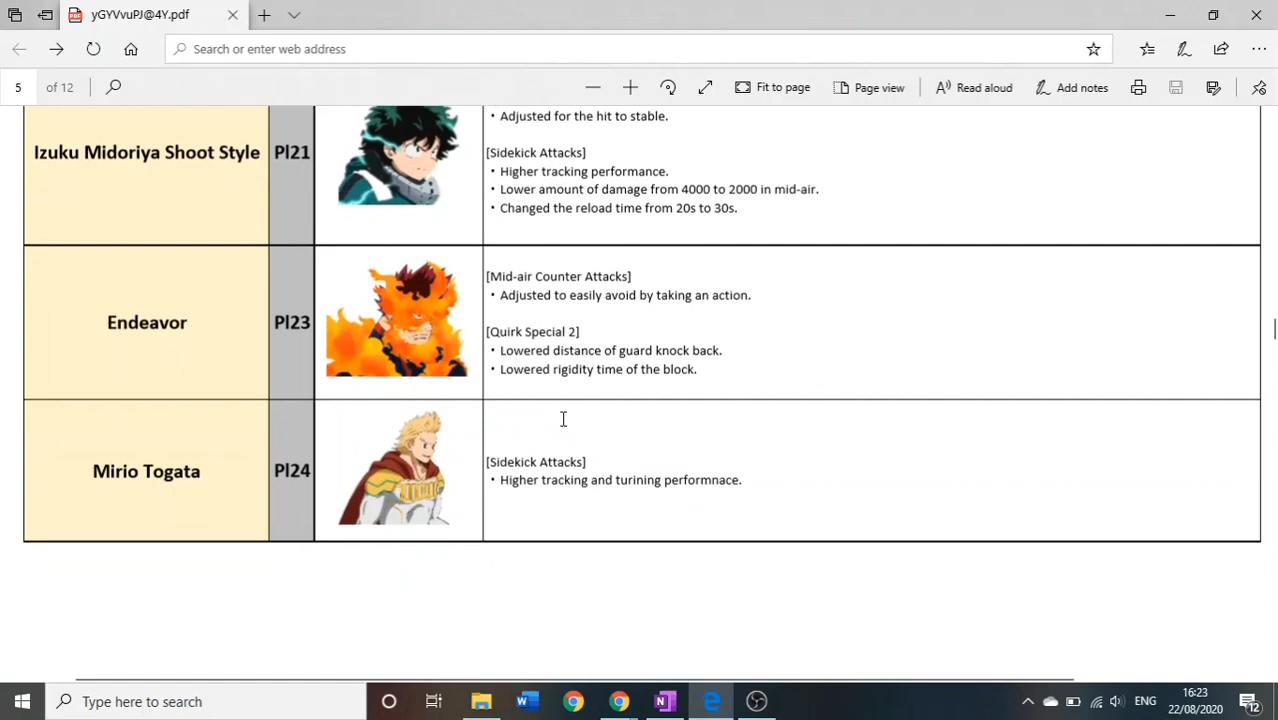 yGYVvuPJ@4Y.pdf
Search or enter web address
5 of 12
Fit to page
Page view
Read aloud
Add notes
・Adjusted for the hit to stable.
Izuku Midoriya Shoot Style
Pl21
[Sidekick Attacks]
・Higher tracking performance.
・Lower amount of damage from 4000 to 2000 in mid-air.
・Changed the reload time from 20s to 30s.
[Mid-air Counter Attacks]
・Adjusted to easily avoid by taking an action.
Endeavor
Pl23
[Quirk Special 2]
・Lowered distance of guard knock back.
・Lowered rigidity time of the block.
Mirio Togata
Pl24
[Sidekick Attacks]
・Higher tracking and turining performnace.
Type here to search
ENG
16:23
22/08/2020
12